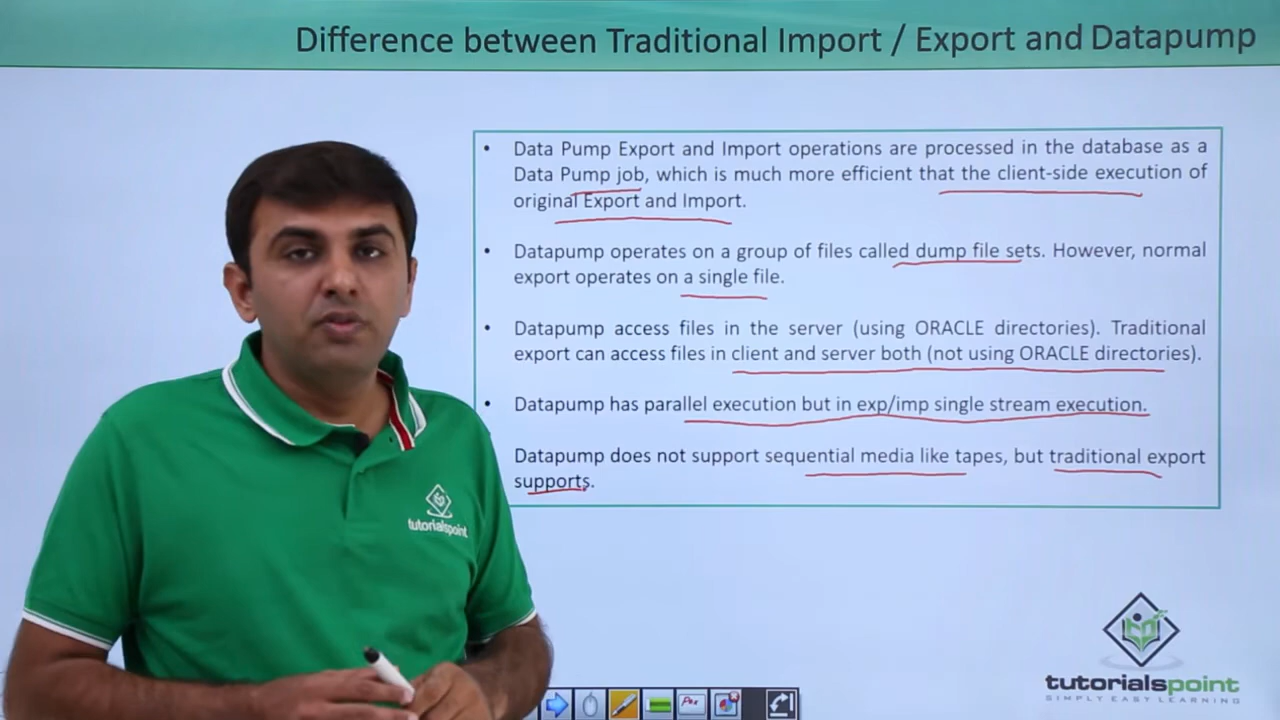 Difference between Traditional Import / Export and Datapump
• Data Pump Export and Import operations are processed in the database as a
Data Pump job, which is much more efficient that the client-side execution of
original Export and Import.
• Datapump operates on a group of files called dump file sets. However, normal
export operates on a single file.
• Datapump access files in the server (using ORACLE directories). Traditional
export can access files in client and server both (not using ORACLE directories).
• Datapump has parallel execution but in exp/imp single stream execution.
Datapump does not support sequential media like tapes, but traditional export
supports.
tutorialspoint
tutorialspoint
SIMPLY EASY LEARNING